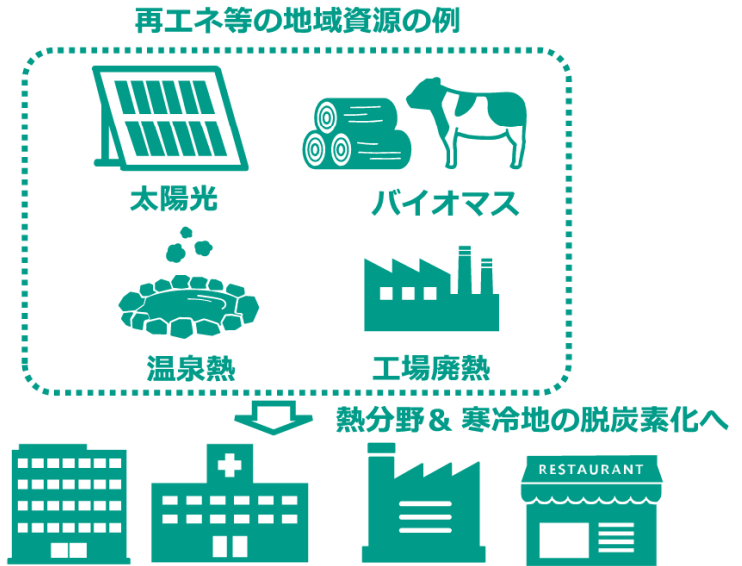 再エネ等の地域資源の例
太陽光
バイオマス
温泉熱
工場廃熱
熱分野& 寒冷地の脱炭素化へ
RESTAURANT